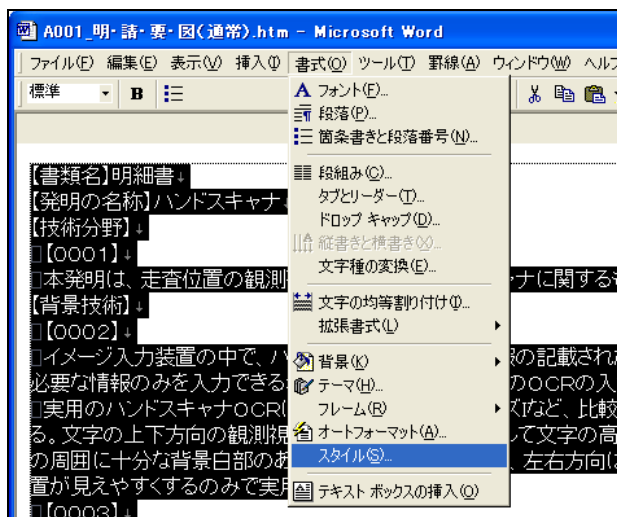 A001_明・請・要・図(通常).htm - Microsoft Word
ファイル(F) 編集(E) 表示(V) 挿入(I) 書式(O) ツール(T) 罫線(A) ウィンドウ(W) ヘル
標準 B
フォント(F)...
段落(P)...
箇条書きと段落番号(N)...
段組み(C)...
タブとリーダー(T)...
ドロップ キャップ(D)...
縦書きと横書き(X)...
文字種の変換(E)...
文字の均等割り付け(I)...
拡張書式(L)
背景(K)
テーマ(H)...
フレーム(R)
オートフォーマット(A)...
スタイル(S)...
テキスト ボックスの挿入(O)
【書類名】明細書↓
【発明の名称】ハンドスキャナ
【技術分野】↓
【0001】↓
本発明は、走査位置の観測 ナに関する
【背景技術】↓
【0002】↓
イメージ入力装置の中で、 の記載され
必要な情報のみを入力できる のOCRの入
実用のハンドスキャナOCR( など、比較
る。文字の上下方向の観測視 して文字の高
の周囲に十分な背景白部のあ 、左右方向に
置が見えやすくするのみで実用
【0003】↓